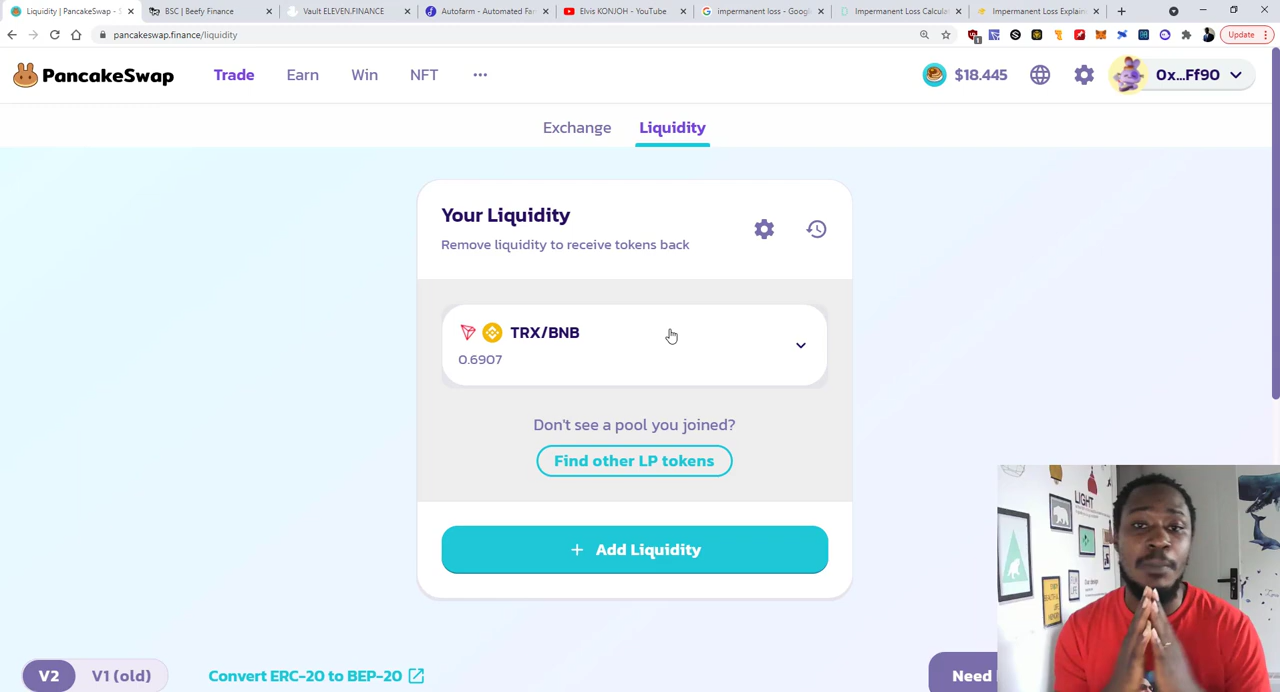 Liquidity | PancakeSwap - $
BSC | Beefy Finance
Vault ELEVEN.FINANCE
Autofarm - Automated Far
Elvis KONJOH - YouTube
impermanent loss - Googl
Impermanent Loss Calcula
Impermanent Loss Explain
pancakeswap.finance/liquidity
Update
PancakeSwap
Trade
Earn
Win
NFT
$18.445
0x...Ff90
Exchange
Liquidity
Your Liquidity
Remove liquidity to receive tokens back
TRX/BNB
0.6907
Don't see a pool you joined?
Find other LP tokens
+ Add Liquidity
LIGHT
V2
V1 (old)
Convert ERC-20 to BEP-20
Need